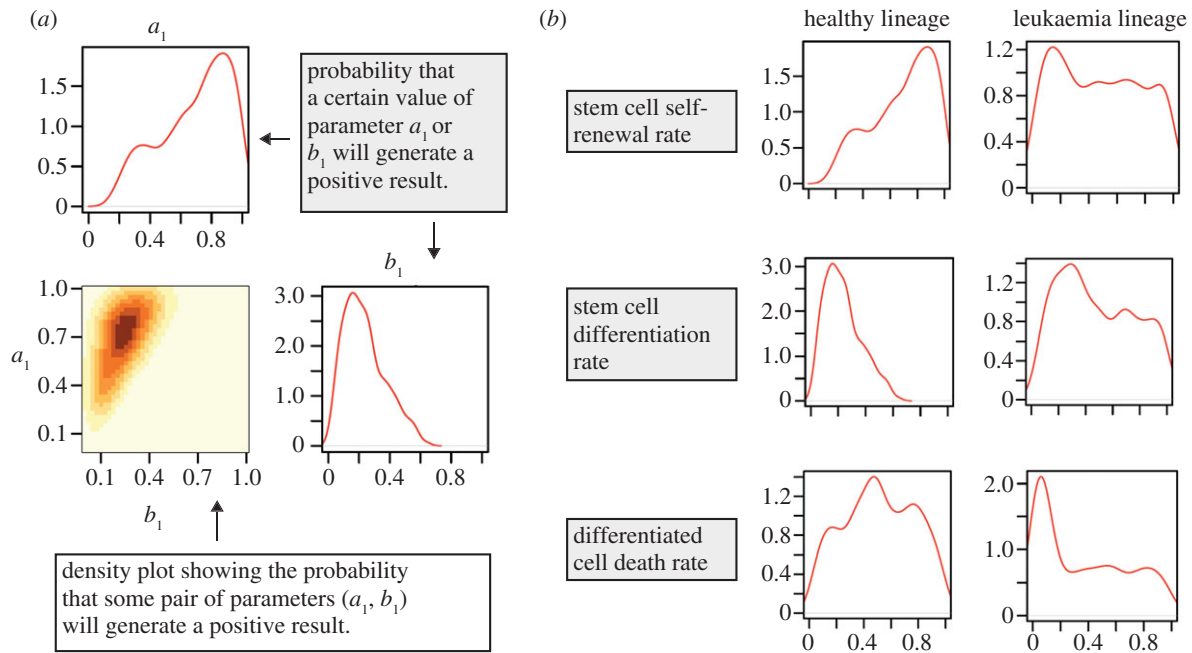 (a)
a1
1.5
1.0
0.5
0
0 0.4 0.8
probability that
a certain value of
parameter a1 or
b1 will generate a
positive result.
b1
1.0
0.7
0.4
0.1
a1
0.1 0.4 0.7 1.0
b1
3.0
2.0
1.0
0
0 0.4 0.8
density plot showing the probability
that some pair of parameters (a1, b1)
will generate a positive result.
(b)
healthy lineage leukaemia lineage
stem cell self-
renewal rate
1.5
1.0
0.5
0
1.2
0.8
0.4
0
stem cell
differentiation
rate
3.0
2.0
1.0
0
1.2
0.8
0.4
0
differentiated
cell death rate
1.2
0.8
0.4
0
0 0.4 0.8
2.0
1.0
0
0 0.4 0.8